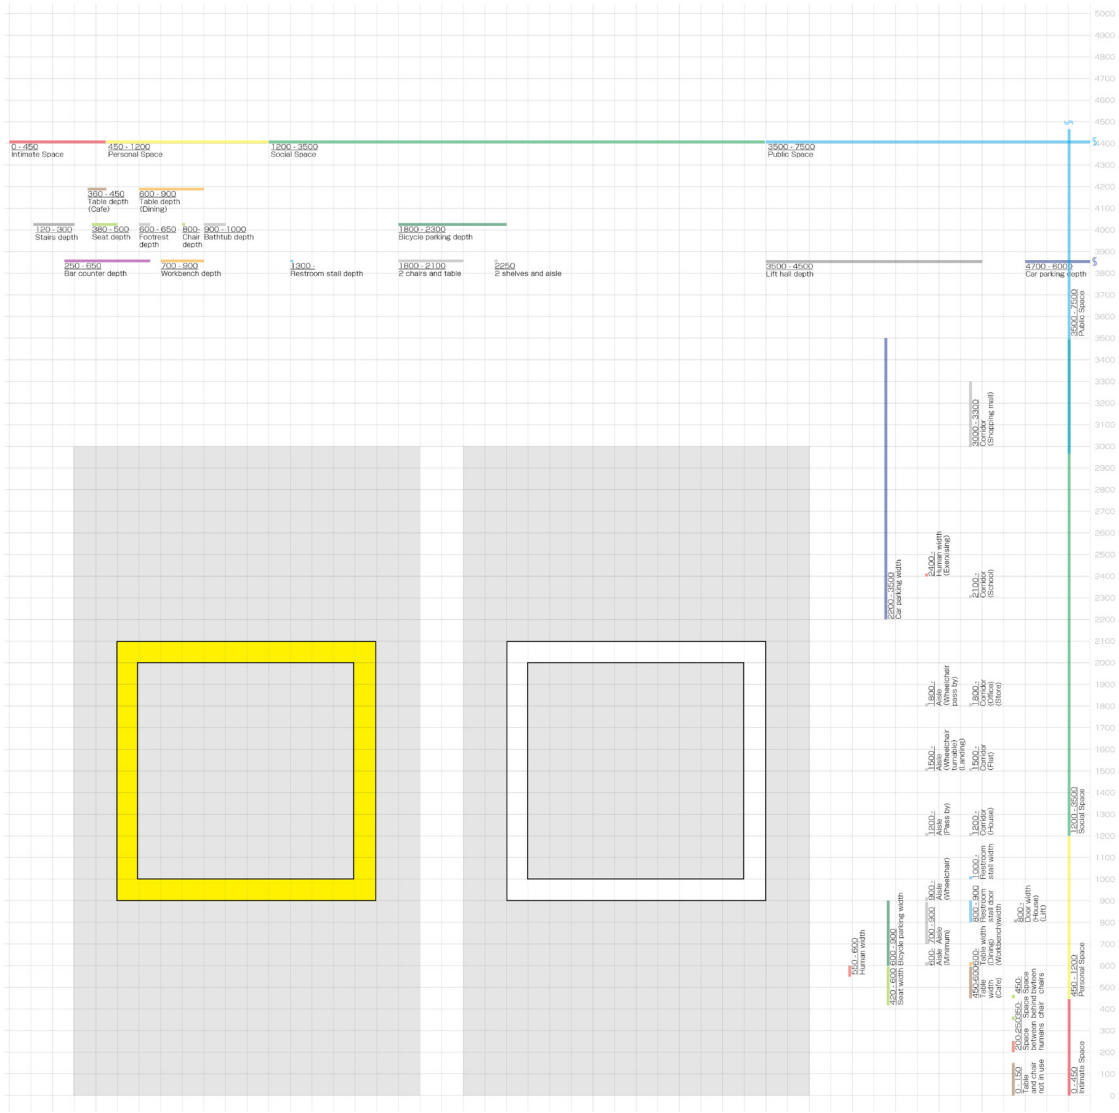 5000
4900
4800
4700
4600
4500
4400
4300
4200
4100
4000
3900
3800
3700
3600
3500
3400
3300
3200
3100
3000
2900
2800
2700
2600
2500
2400
2300
2200
2100
2000
1900
1800
1700
1600
1500
1400
1300
1200
1100
1000
900
800
700
600
500
400
300
200
100
0
0 - 450
Intimate Space
450 - 1200
Personal Space
1200 - 3500
Social Space
3500 - 7500
Public Space
360 - 450
Table depth
(Cafe)
600 - 900
Table depth
(Dining)
120 - 300
Stairs depth
380 - 500
Seat depth
600 - 650
Footrest
depth
800-
Chair
depth
900 - 1000
Bathtub depth
1800 - 2300
Bicycle parking depth
250 - 650
Bar counter depth
700 - 900
Workbench depth
1300 -
Restroom stall depth
1800 - 2100
2 chairs and table
2250
2 shelves and aisle
3500 - 4500
Lift hall depth
4700 - 6000
Car parking depth
3500 - 7500
Public Space
3000 - 3300
Corridor
(Shopping mall)
2200 - 3500
Car parking width
2400 -
Human width
(Exercising)
2100 -
Corridor
(School)
1800 -
Aisle
(Wheelchair
pass by)
1800 -
Corridor
(Office)
(Store)
1500 -
Aisle
(Wheelchair
turnable)
(Landing)
1500 -
Corridor
(Flat)
1200 -
Aisle
(Pass by)
1200 -
Corridor
(House)
1200 - 3500
Social Space
1000 -
Restroom
stall width
900 -
Aisle
(Wheelchair)
800 - 900
Restroom
stall door
width
800 -
Door width
(House)
(Lift)
700 - 900
Aisle
600-
Aisle
(Minimum)
600-
Table width
(Dining)
(Workbench)
550 - 600
Human width
600 - 900
Bicycle parking width
420 - 600
Seat width
450-600
Table
width
(Cafe)
450-
Space
between
chairs
350-
Space
behind
chair
200-250
Space
between
humans
0 - 150
Table
and chair
not in use
450 - 1200
Personal Space
0 - 450
Intimate Space